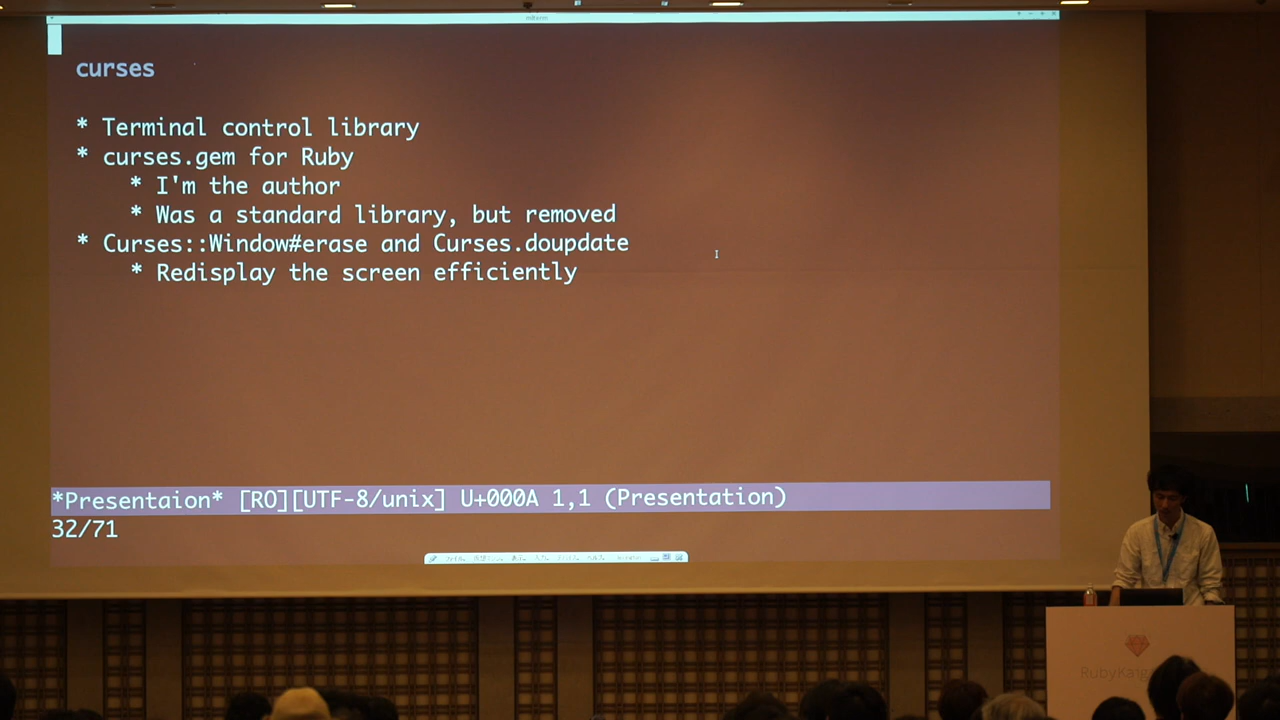 curses
* Terminal control library
* curses.gem for Ruby
* I'm the author
* Was a standard library, but removed
* Curses::Window#erase and Curses.doupdate
* Redisplay the screen efficiently
*Presentaion* [RO][UTF-8/unix] U+000A 1,1 (Presentation)
32/71